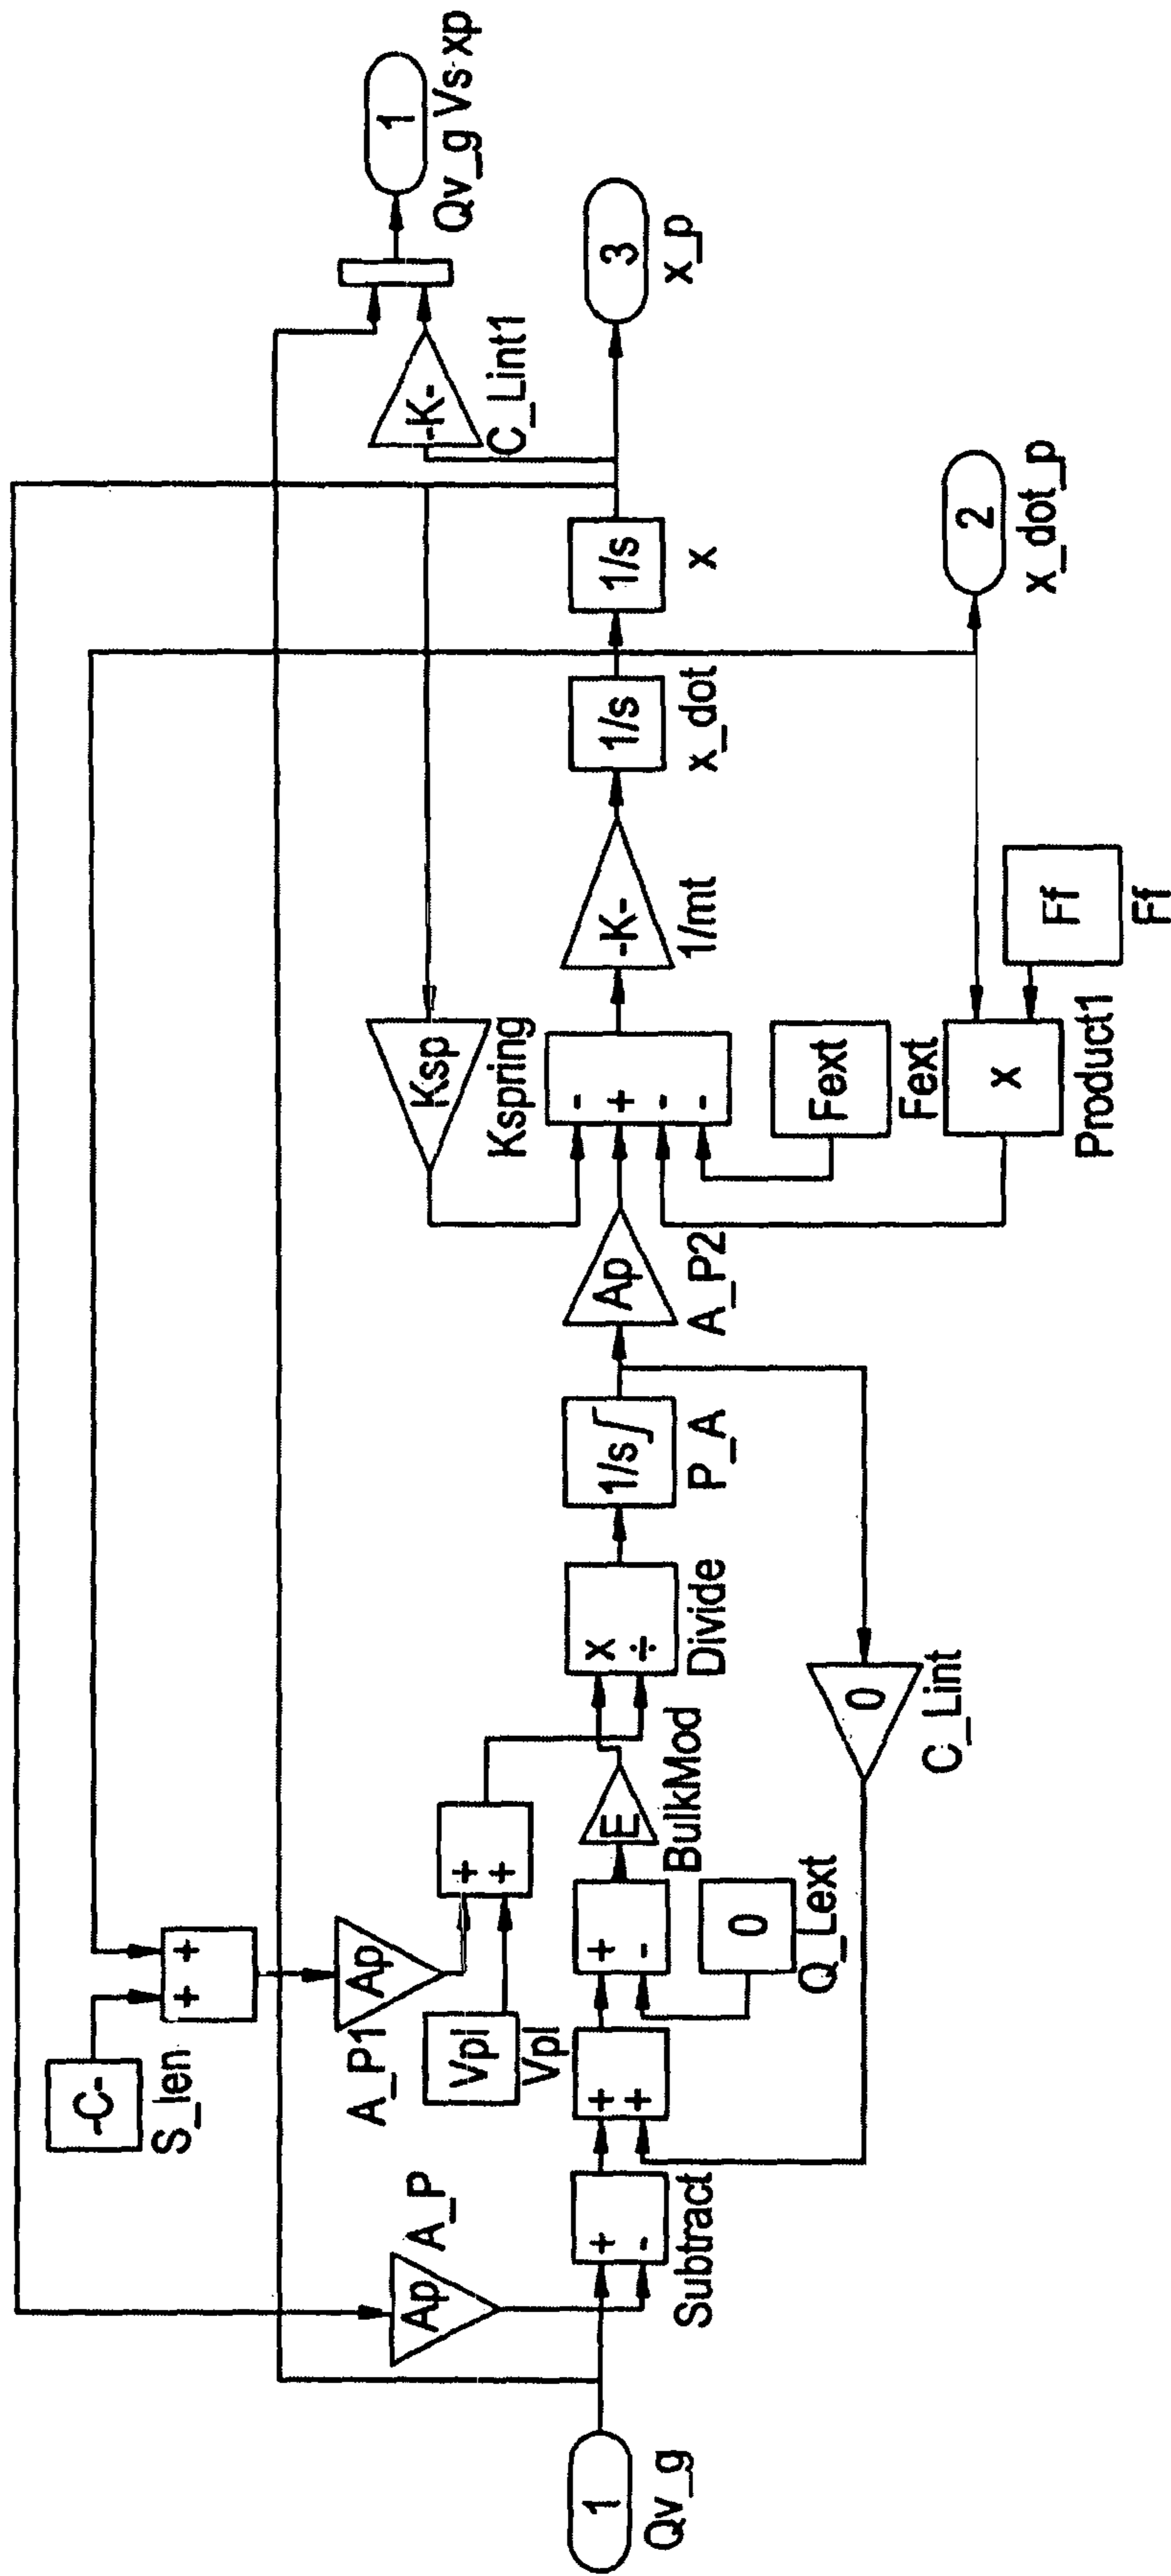 1
Qv_g
Ap
A_P
+
-
Subtract
-C-
S_len
+
+
Ap
A_P1
Vpi
Vpi
+
+
+
+
+
-
0
Q_Lext
E
BulkMod
x
÷
Divide
1/s
P_A
0
C_Lint
Ap
A_P2
Ksp
Kspring
-
+
-
-
Fext
Fext
x
Product1
Ff
Ff
-K-
1/mt
1/s
x_dot
1/s
x
2
x_dot_p
3
x_p
-K-
C_Lint1
1
Qv_g Vs xp